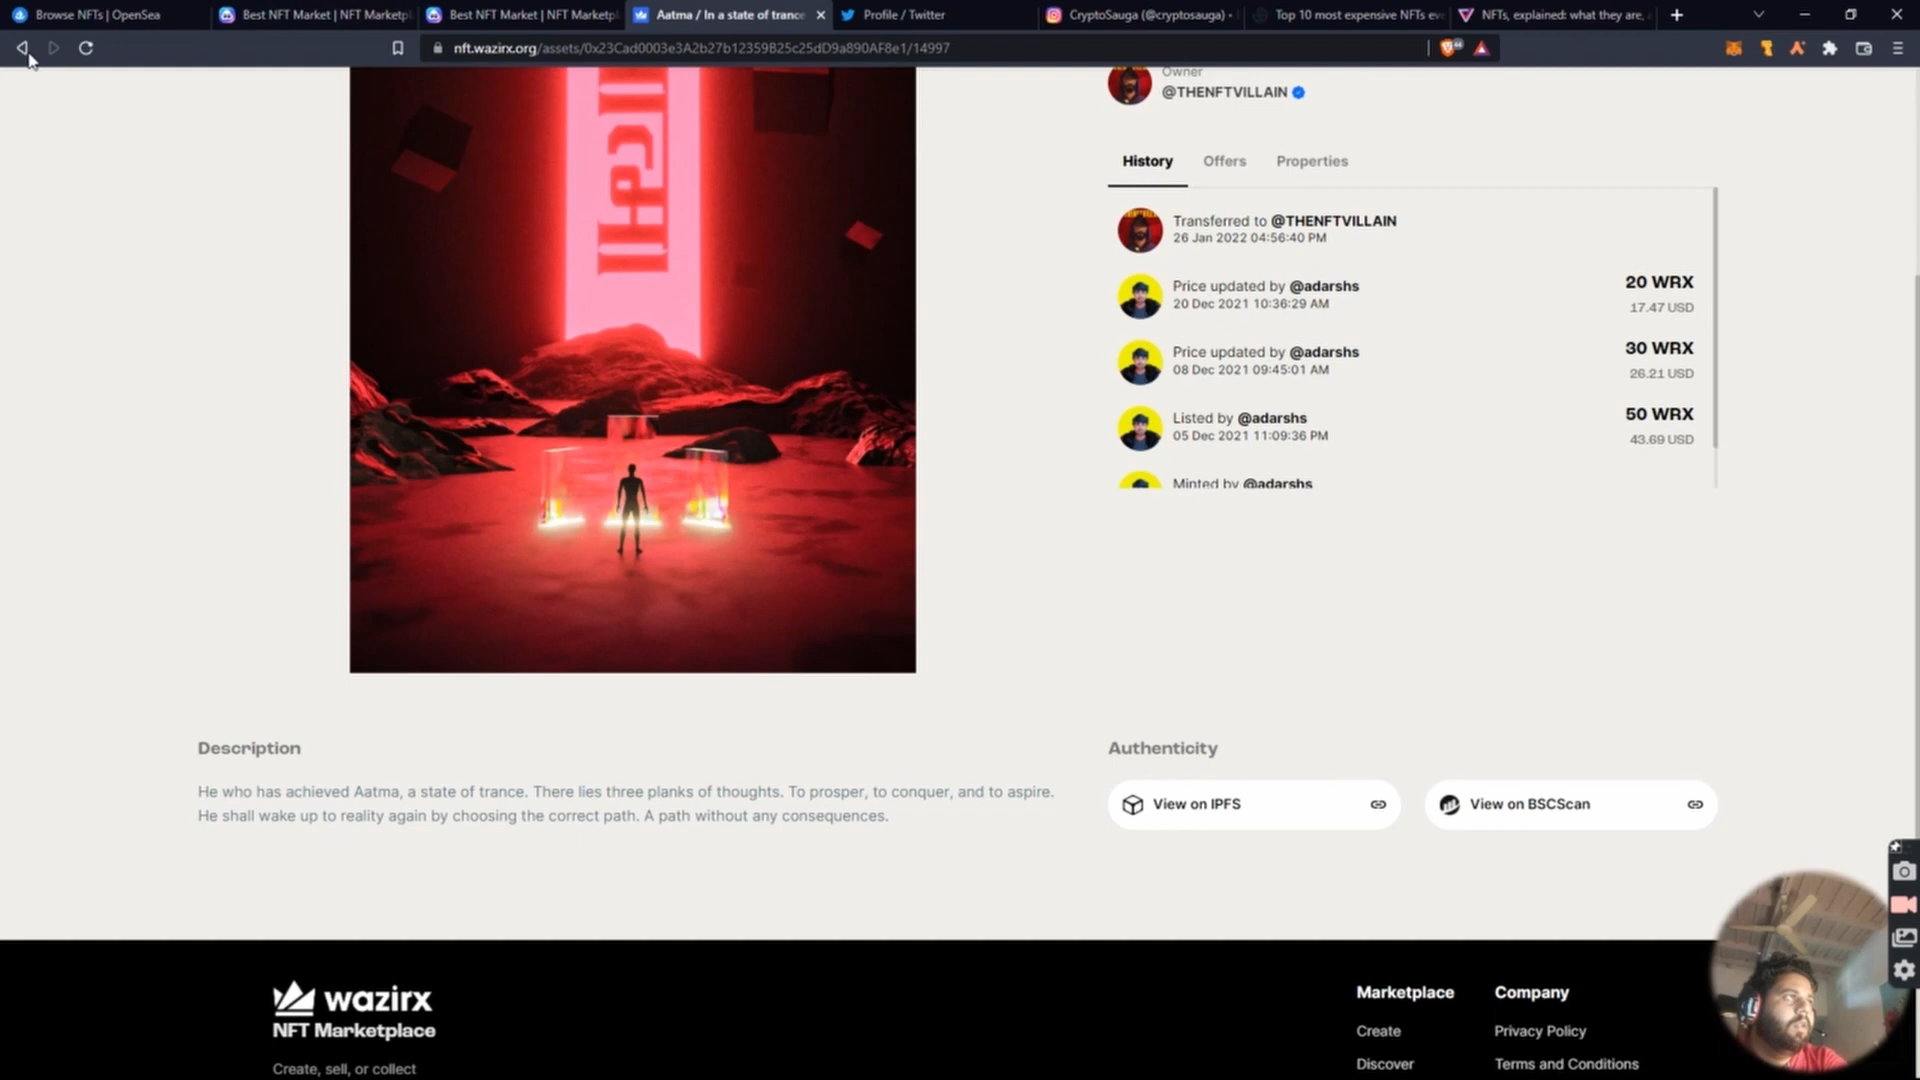 Browse NFTs | OpenSea
Best NFT Market | NFT Marketpl
Best NFT Market | NFT Marketpl
Aatma / In a state of trance
Profile / Twitter
CryptoSauga (@cryptosauga) •
Top 10 most expensive NFTs eve
NFTs, explained: what they are,
nft.wazirx.org/assets/0x23Cad0003e3A2b27b12359B25c25dD9a890AF8e1/14997
Owner
@THENFTVILLAIN
History Offers Properties
Transferred to @THENFTVILLAIN
26 Jan 2022 04:56:40 PM
Price updated by @adarshs
20 WRX
20 Dec 2021 10:36:29 AM
17.47 USD
Price updated by @adarshs
30 WRX
08 Dec 2021 09:45:01 AM
26.21 USD
Listed by @adarshs
50 WRX
05 Dec 2021 11:09:36 PM
43.69 USD
Minted by @adarshs
Description
He who has achieved Aatma, a state of trance. There lies three planks of thoughts. To prosper, to conquer, and to aspire.
He shall wake up to reality again by choosing the correct path. A path without any consequences.
Authenticity
View on IPFS
View on BSCScan
wazirx
NFT Marketplace
Create, sell, or collect
Marketplace
Create
Discover
Company
Privacy Policy
Terms and Conditions